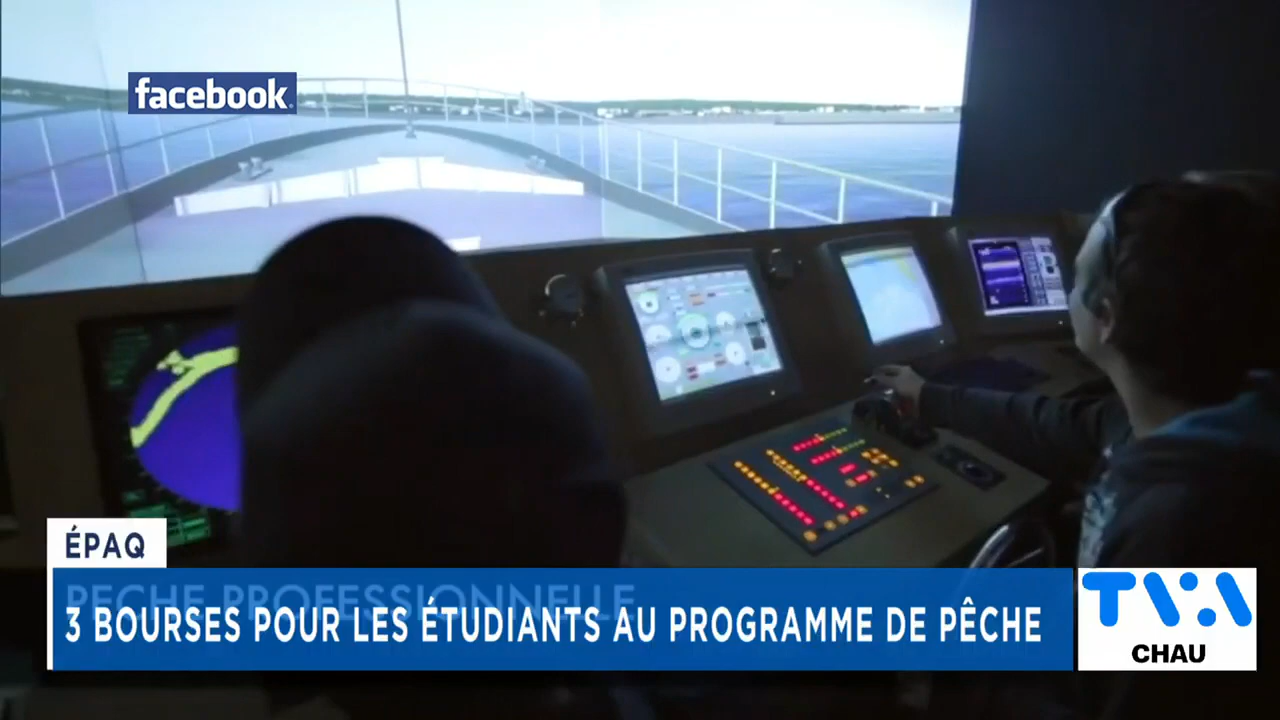 facebook
ÉPAQ
PÊCHE PROFESSIONNELLE
3 BOURSES POUR LES ÉTUDIANTS AU PROGRAMME DE PÊCHE
TVA
CHAU